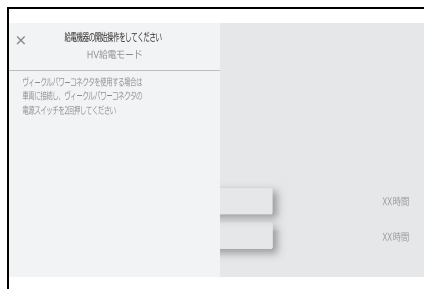 ×
給電機器の開始操作をしてください
HV給電モード
ヴィークルパワーコネクタを使用する場合は
車両に接続し、ヴィークルパワーコネクタの
電源スイッチを2回押してください
XX時間
XX時間